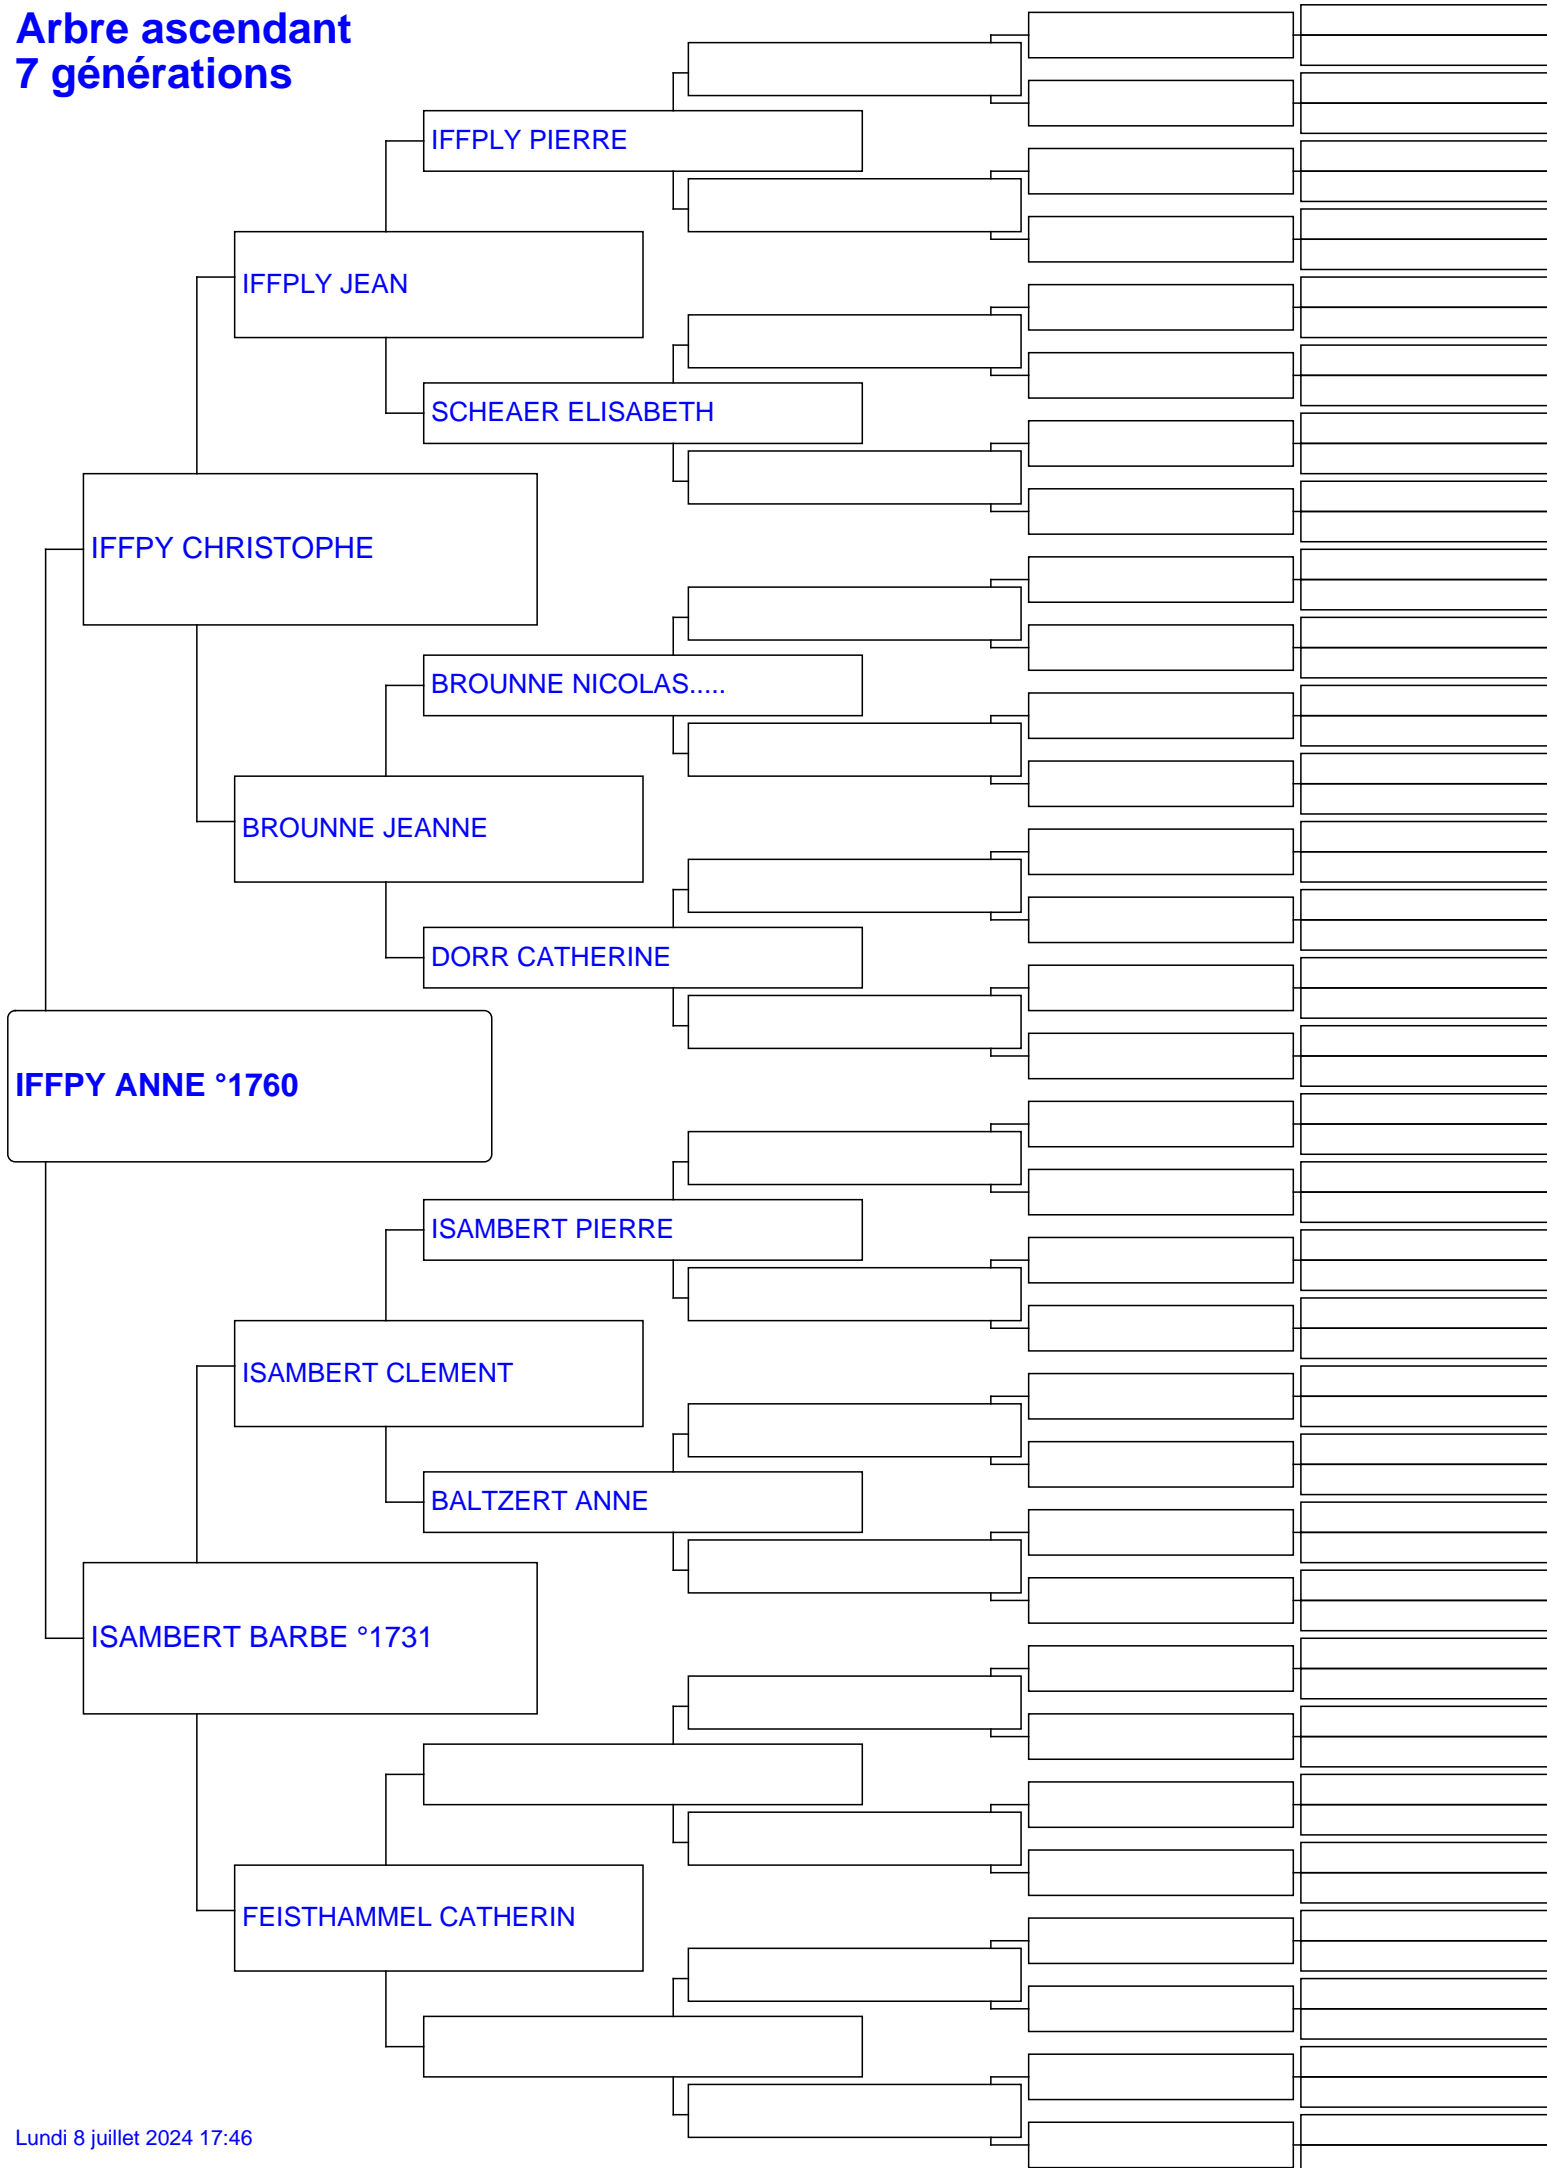 Arbre ascendant
7 générations
IFFPLY PIERRE
IFFPLY JEAN
SCHEAER ELISABETH
IFFPY CHRISTOPHE
BROUNNE NICOLAS.....
BROUNNE JEANNE
DORR CATHERINE
IFFPY ANNE °1760
ISAMBERT PIERRE
ISAMBERT CLEMENT
BALTZERT ANNE
ISAMBERT BARBE °1731
FEISTHAMMEL CATHERIN
Lundi 8 juillet 2024 17:46